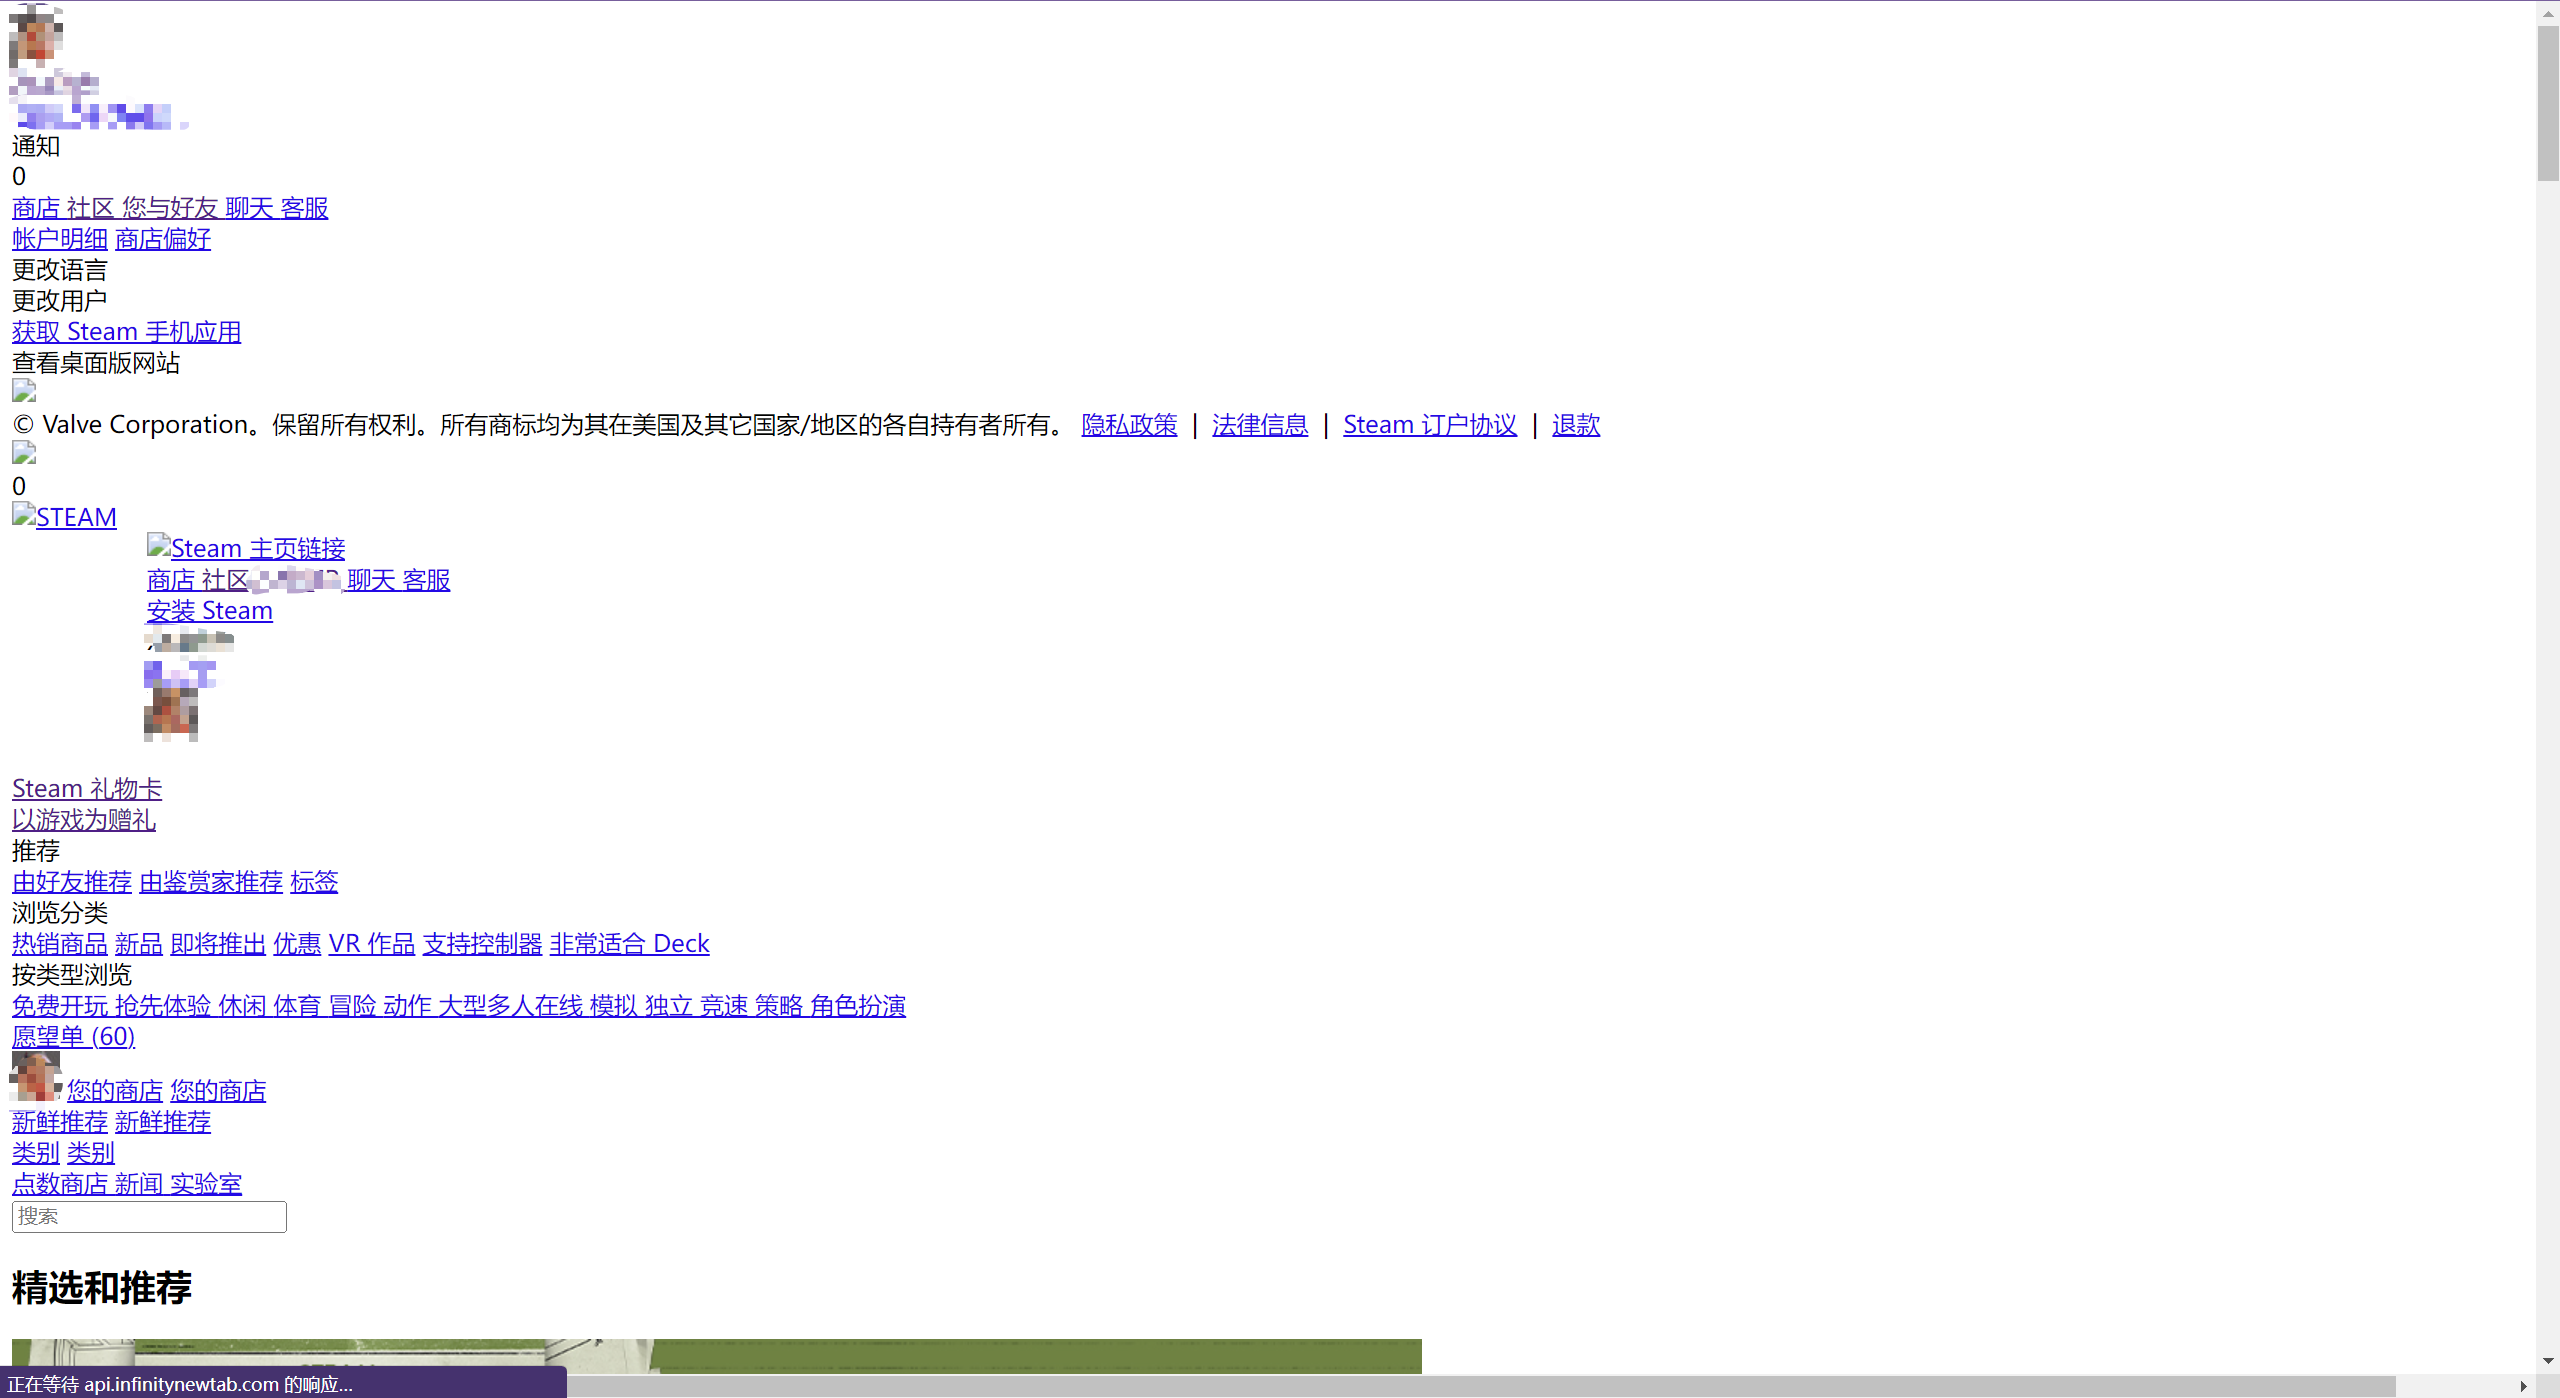 通知
0
商店 社区 您与好友 聊天 客服
帐户明细 商店偏好
更改语言
更改用户
获取 Steam 手机应用
查看桌面版网站
© Valve Corporation。保留所有权利。所有商标均为其在美国及其它国家/地区的各自持有者所有。 隐私政策 | 法律信息 | Steam 订户协议 | 退款
0
STEAM
Steam 主页链接
商店 社区 聊天 客服
安装 Steam
Steam 礼物卡
以游戏为赠礼
推荐
由好友推荐 由鉴赏家推荐 标签
浏览分类
热销商品 新品 即将推出 优惠 VR 作品 支持控制器 非常适合 Deck
按类型浏览
免费开玩 抢先体验 休闲 体育 冒险 动作 大型多人在线 模拟 独立 竞速 策略 角色扮演
愿望单 (60)
您的商店 您的商店
新鲜推荐 新鲜推荐
类别 类别
点数商店 新闻 实验室
搜索
精选和推荐
正在等待 api.infinitynewtab.com 的响应...